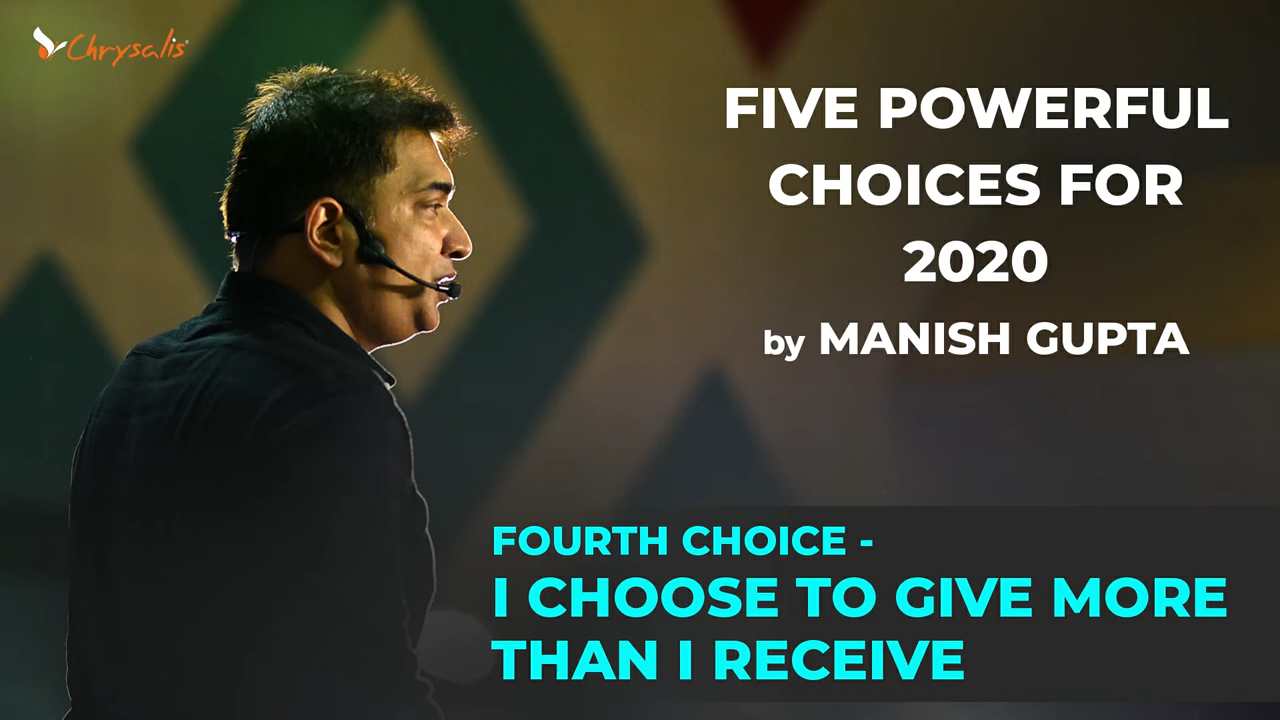 Chrysalis
FIVE POWERFUL
CHOICES FOR
2020
by MANISH GUPTA
FOURTH CHOICE -
I CHOOSE TO GIVE MORE
THAN I RECEIVE